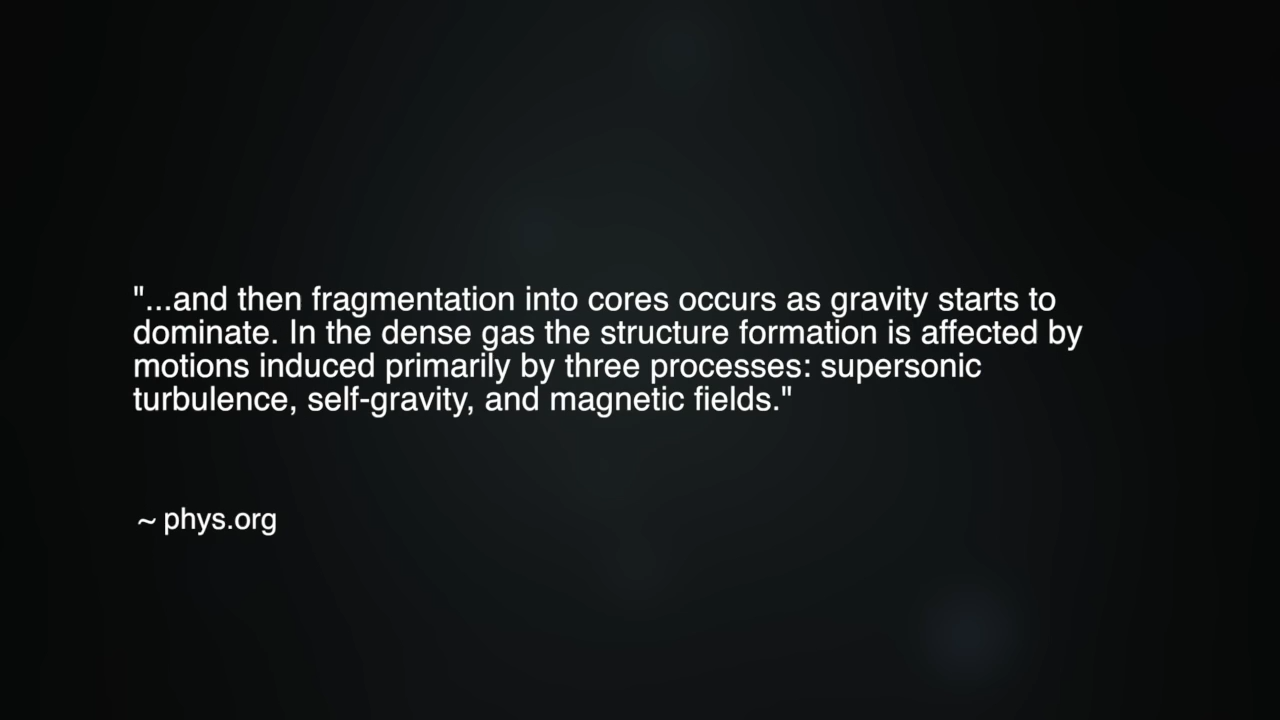 "...and then fragmentation into cores occurs as gravity starts to
dominate. In the dense gas the structure formation is affected by
motions induced primarily by three processes: supersonic
turbulence, self-gravity, and magnetic fields."
~ phys.org